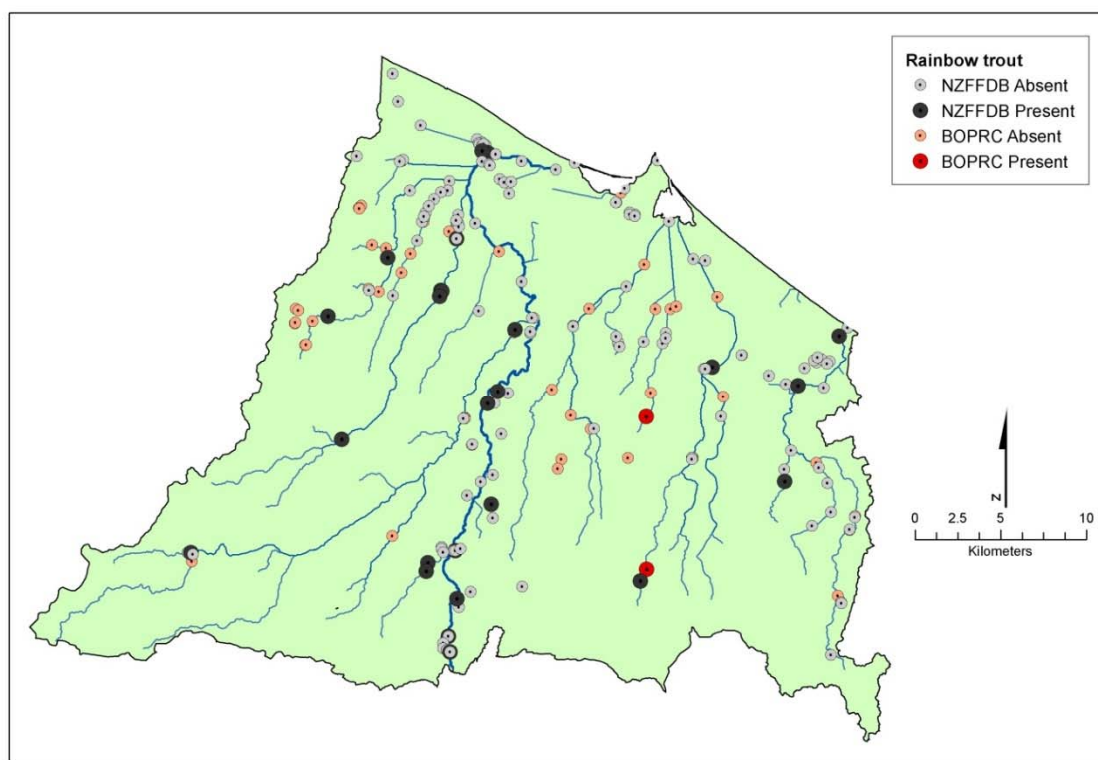 Rainbow trout
NZFFDB Absent
NZFFDB Present
BOPRC Absent
BOPRC Present
N
0 2.5 5 10
Kilometers